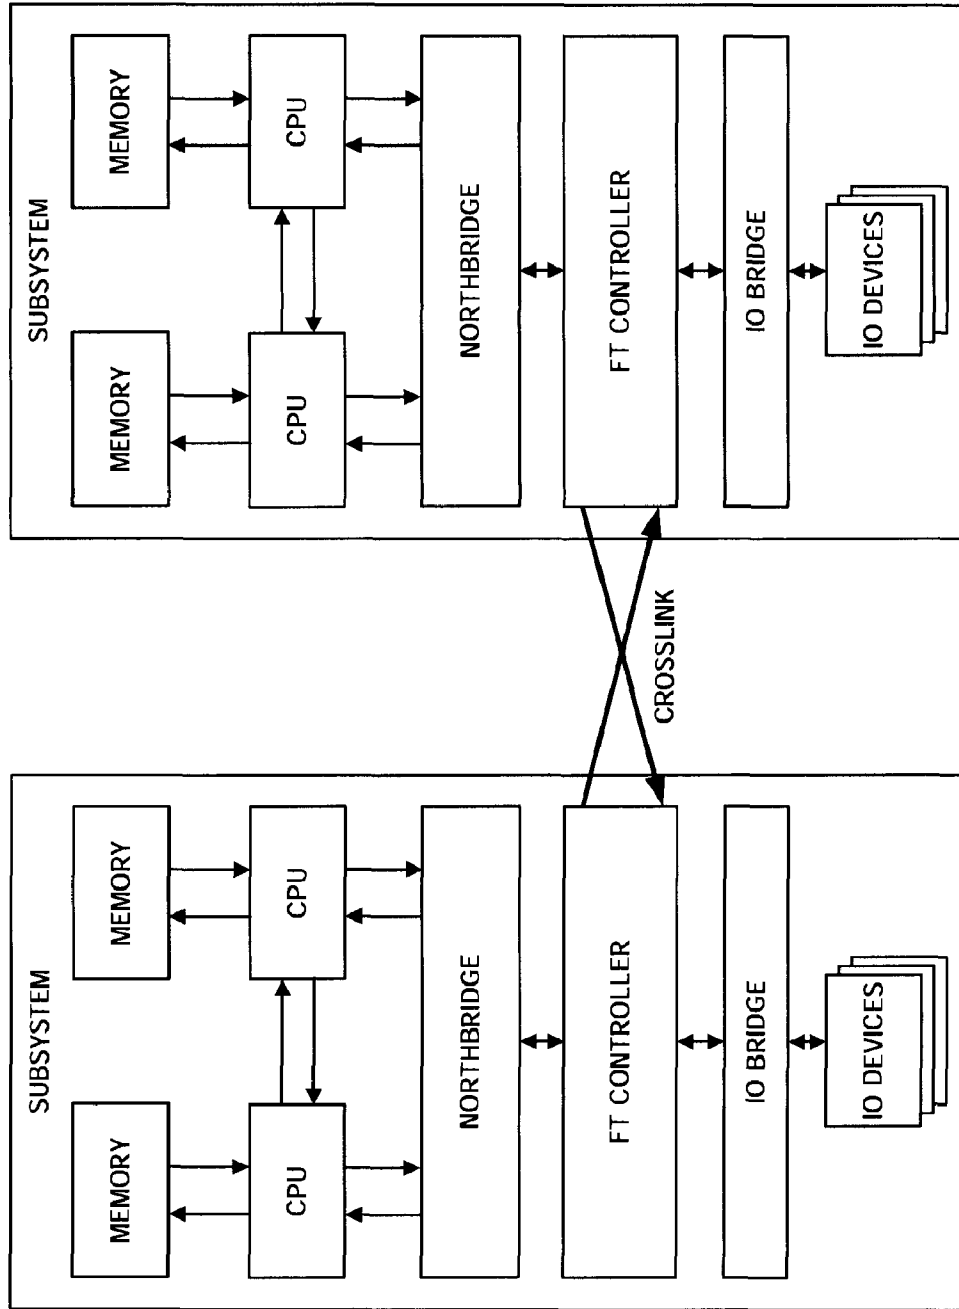 SUBSYSTEM
SUBSYSTEM
MEMORY
MEMORY
MEMORY
MEMORY
CPU
CPU
CPU
CPU
NORTHBRIDGE
NORTHBRIDGE
FT CONTROLLER
FT CONTROLLER
CROSSLINK
IO BRIDGE
IO BRIDGE
IO DEVICES
IO DEVICES